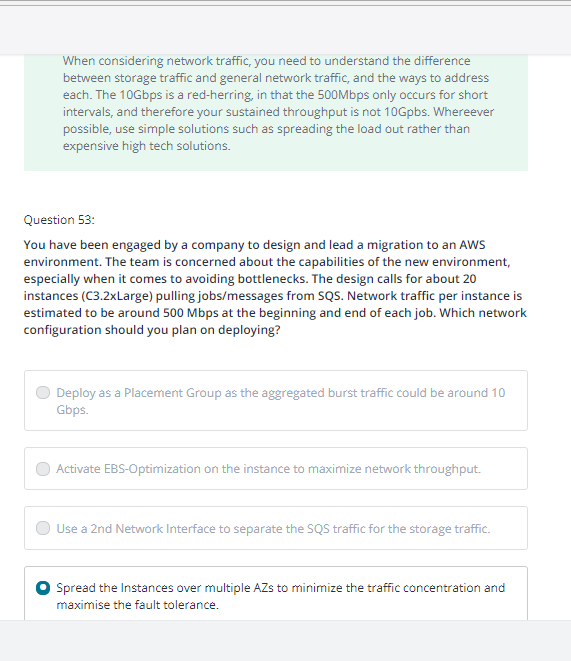 When considering network traffic, you need to understand the difference
between storage traffic and general network traffic, and the ways to address
each. The 10Gbps is a red-herring, in that the 500Mbps only occurs for short
intervals, and therefore your sustained throughput is not 10Gpbs. Whereever
possible, use simple solutions such as spreading the load out rather than
expensive high tech solutions.
Question 53:
You have been engaged by a company to design and lead a migration to an AWS
environment. The team is concerned about the capabilities of the new environment,
especially when it comes to avoiding bottlenecks. The design calls for about 20
instances (C3.2xLarge) pulling jobs/messages from SQS. Network traffic per instance is
estimated to be around 500 Mbps at the beginning and end of each job. Which network
configuration should you plan on deploying?
Deploy as a Placement Group as the aggregated burst traffic could be around 10
Gbps.
Activate EBS-Optimization on the instance to maximize network throughput.
Use a 2nd Network Interface to separate the SQS traffic for the storage traffic.
Spread the Instances over multiple AZs to minimize the traffic concentration and
maximise the fault tolerance.